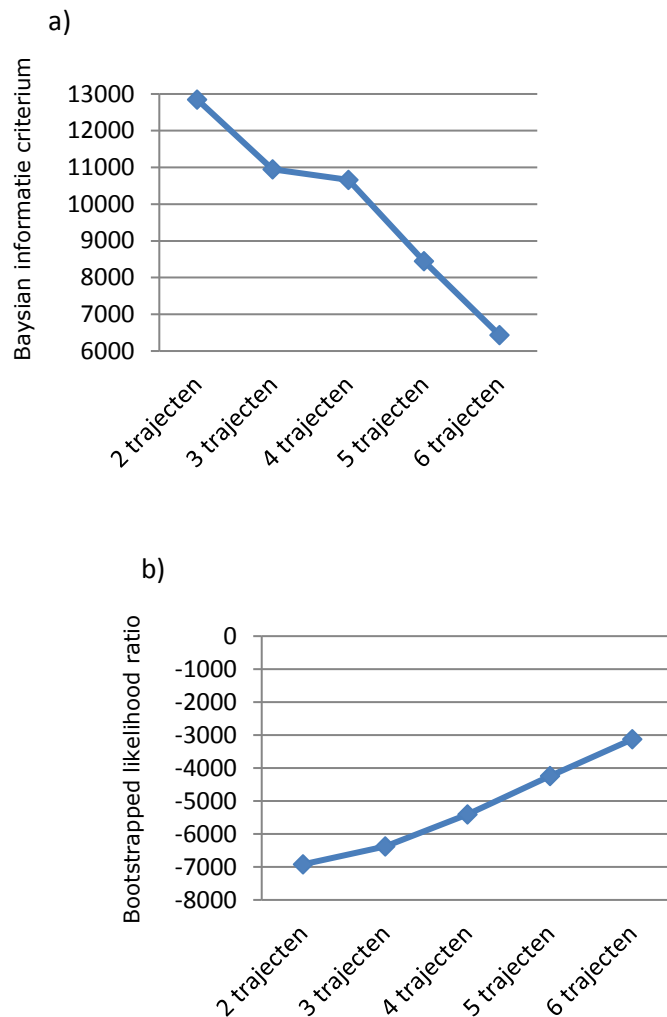 a)
Baysian informatie criterium
13000
12000
11000
10000
9000
8000
7000
6000
2 trajecten
3 trajecten
4 trajecten
5 trajecten
6 trajecten
b)
Bootstrapped likelihood ratio
0
-1000
-2000
-3000
-4000
-5000
-6000
-7000
-8000
2 trajecten
3 trajecten
4 trajecten
5 trajecten
6 trajecten